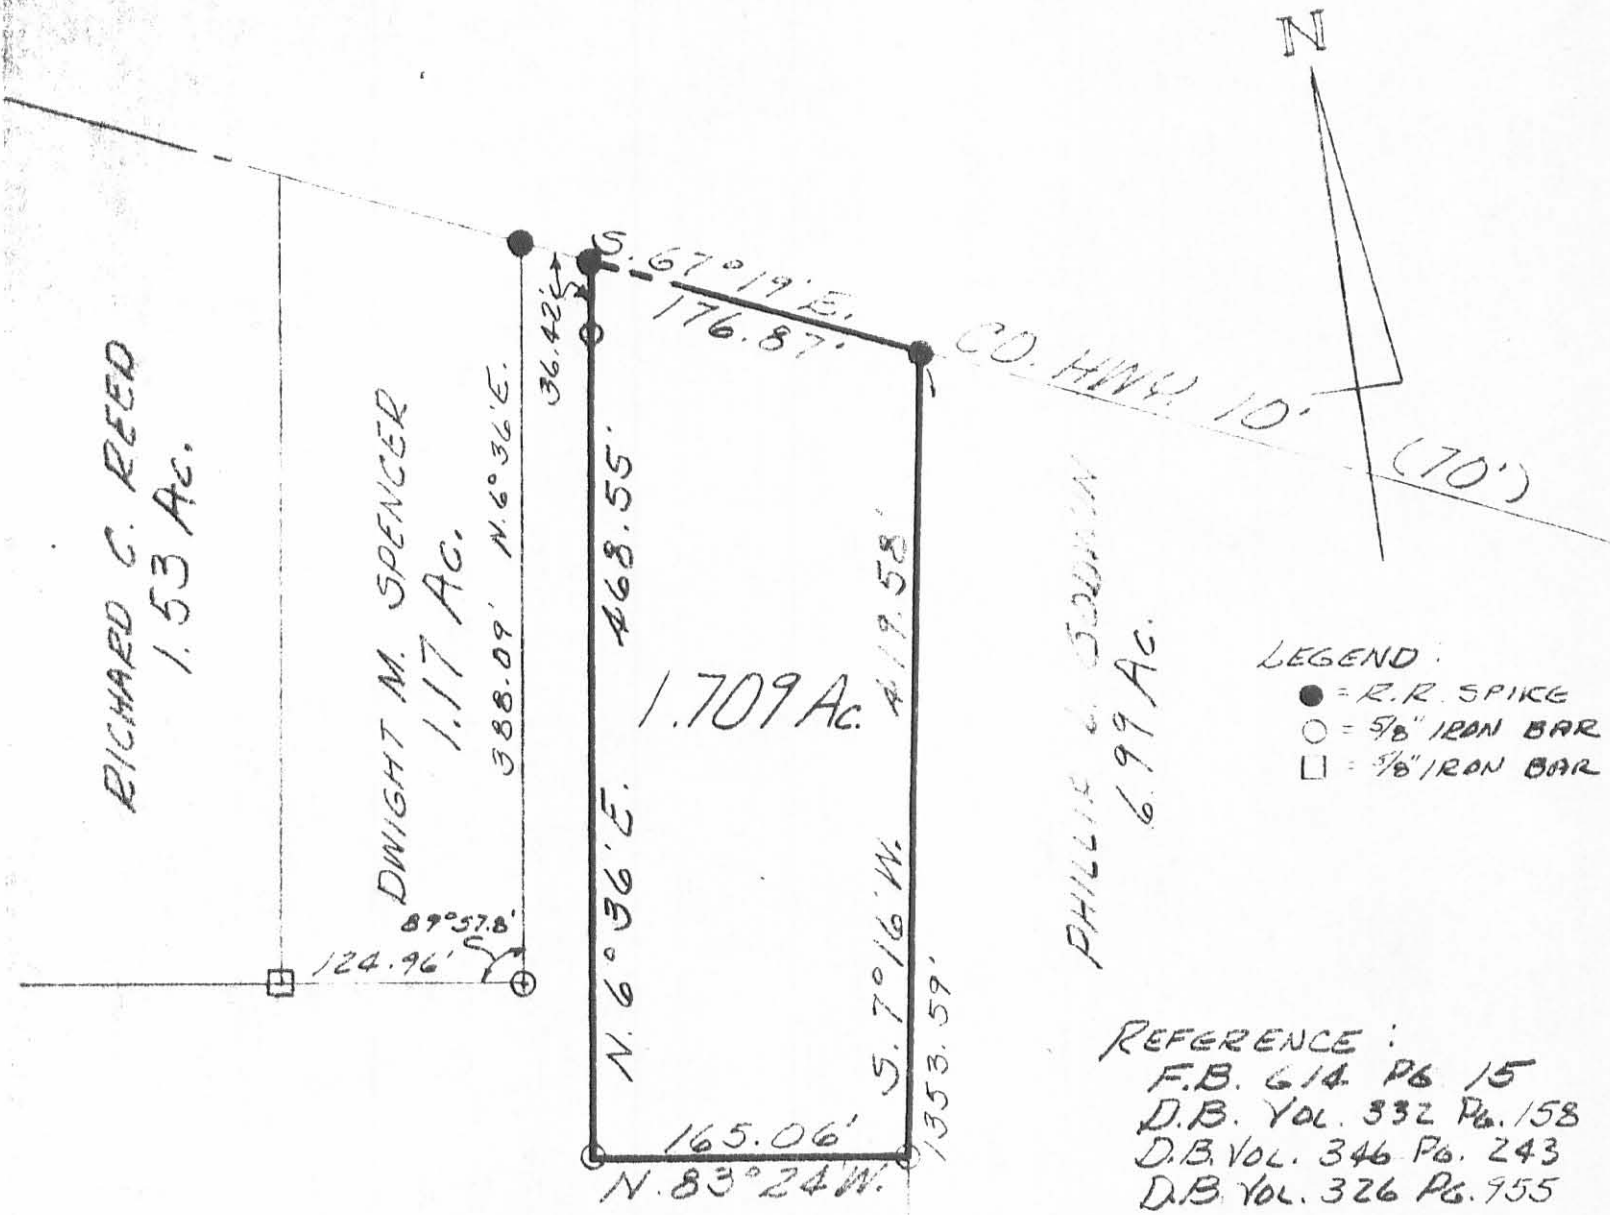 N
S. 67°19' E.
176.87'
CO. HWY. 10
(70')
36.42'
RICHARD C. REED
1.53 Ac.
DWIGHT M. SPENCER
1.17 Ac.
388.09' N.6°36'E.
468.55'
N. 6°36'E.
1.709 Ac.
419.58'
S. 7°16'W.
1353.59'
6.99 Ac.
89°57.8'
124.96'
165.06'
N. 83°24'W.
LEGEND :
● = R.R. SPIKE
○ = 5/8" IRON BAR
□ = 5/8" IRON BAR
REFERENCE :
F.B. 614 PG 15
D.B. VOL. 332 PG. 158
D.B. VOL. 346 PG. 243
D.B. VOL. 326 PG. 955